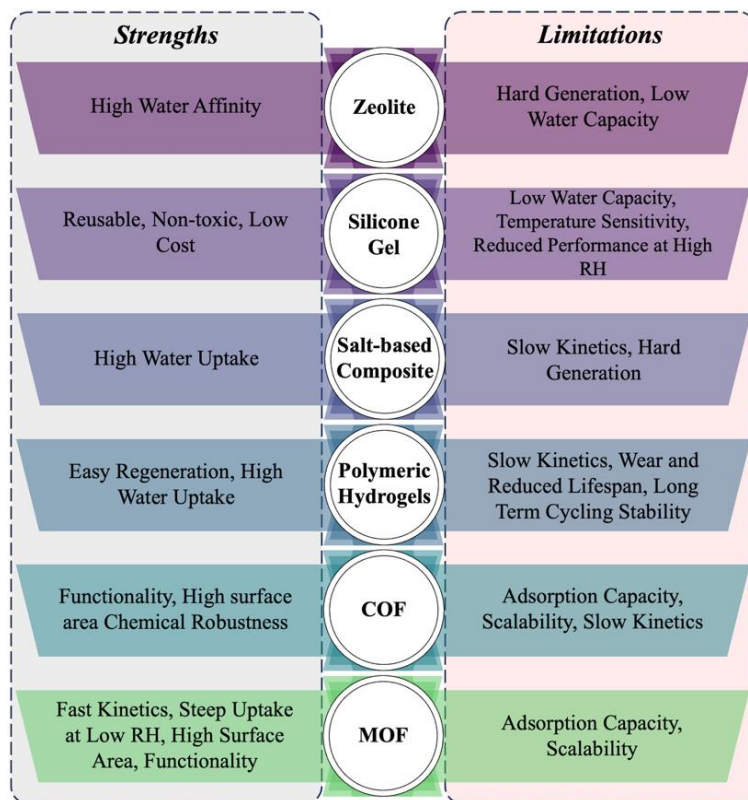 Strengths
Limitations
High Water Affinity
Zeolite
Hard Generation, Low
Water Capacity
Reusable, Non-toxic, Low
Cost
Silicone
Gel
Low Water Capacity,
Temperature Sensitivity,
Reduced Performance at High
RH
High Water Uptake
Salt-based
Composite
Slow Kinetics, Hard
Generation
Easy Regeneration, High
Water Uptake
Polymeric
Hydrogels
Slow Kinetics, Wear and
Reduced Lifespan, Long
Term Cycling Stability
Functionality, High surface
area Chemical Robustness
COF
Adsorption Capacity,
Scalability, Slow Kinetics
Fast Kinetics, Steep Uptake
at Low RH, High Surface
Area, Functionality
MOF
Adsorption Capacity,
Scalability